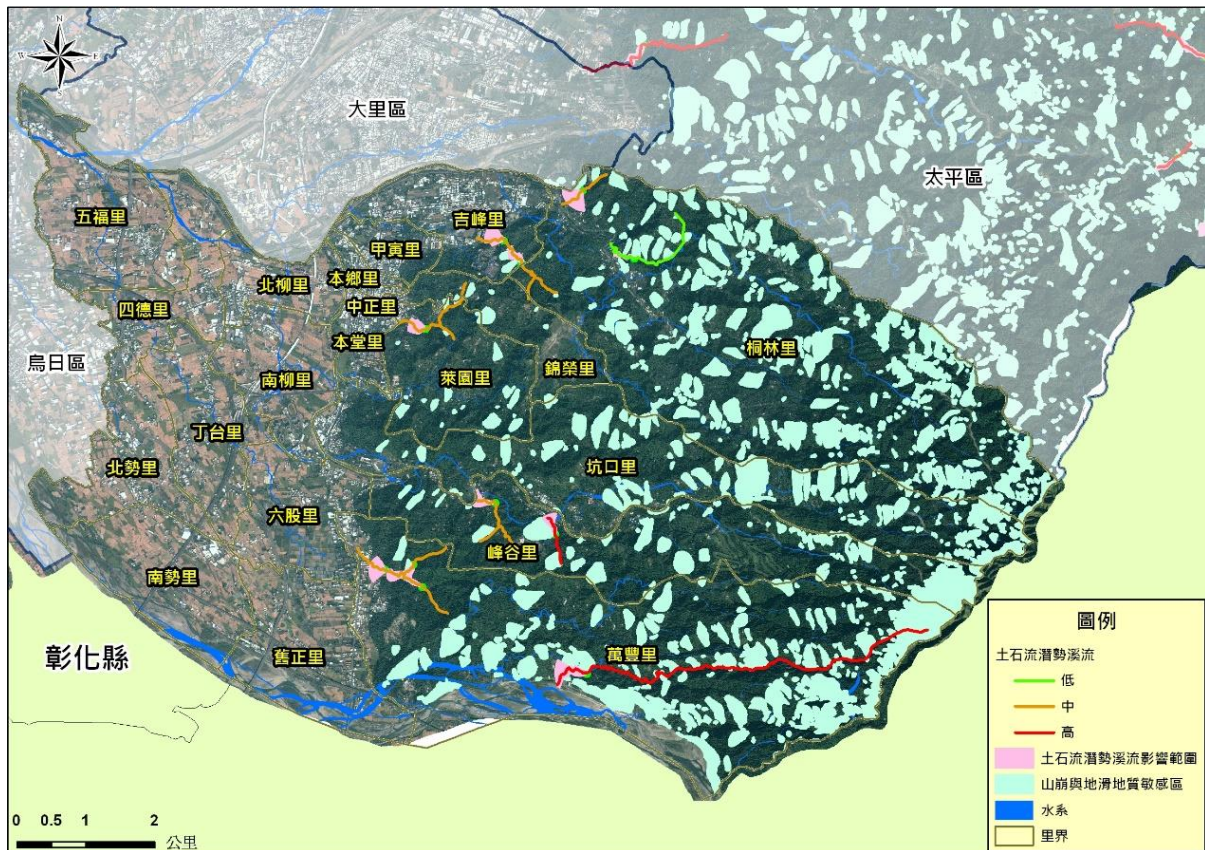 N
W
E
S
大里區
太平區
烏日區
彰化縣
五福里
吉峰里
甲寅里
北柳里
本鄉里
四德里
中正里
本堂里
桐林里
錦榮里
萊園里
南柳里
丁台里
北勢里
坑口里
六股里
峰谷里
南勢里
舊正里
萬豐里
圖例
土石流潛勢溪流
低
中
高
土石流潛勢溪流影響範圍
山崩與地滑地質敏感區
水系
里界
0 0.5 1 2
公里